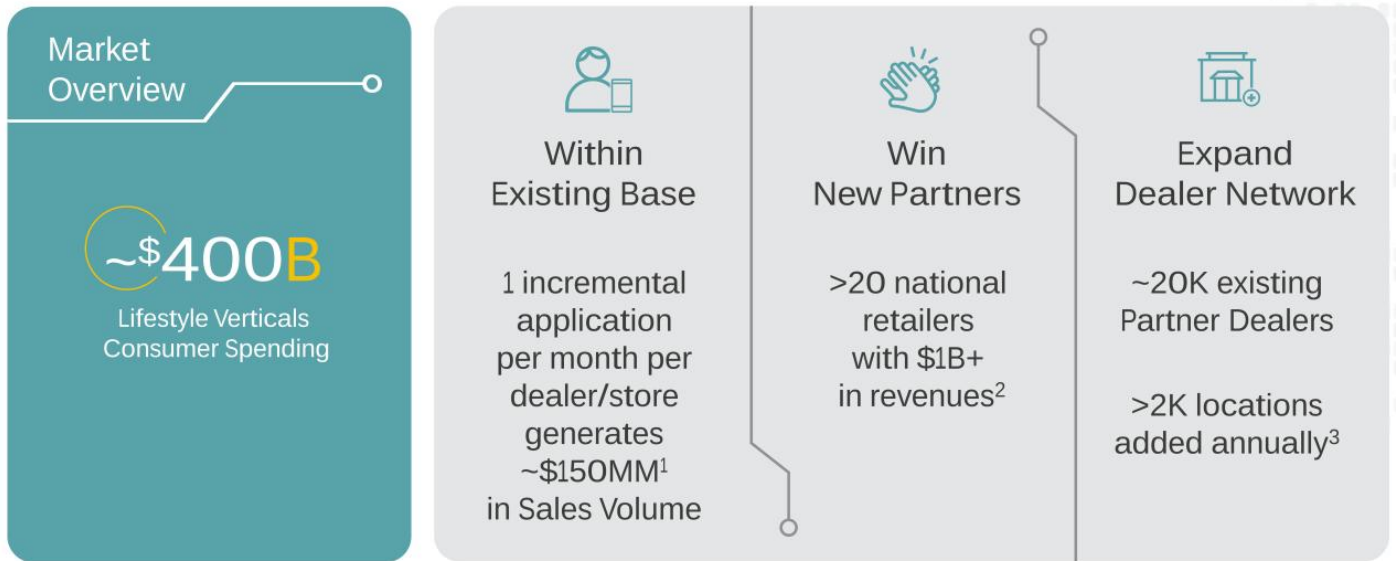 Market
Overview
~$400B
Lifestyle Verticals
Consumer Spending
Within
Existing Base
1 incremental
application
per month per
dealer/store
generates
~$150MM1
in Sales Volume
Win
New Partners
>20 national
retailers
with $1B+
in revenues2
Expand
Dealer Network
~20K existing
Partner Dealers
>2K locations
added annually3